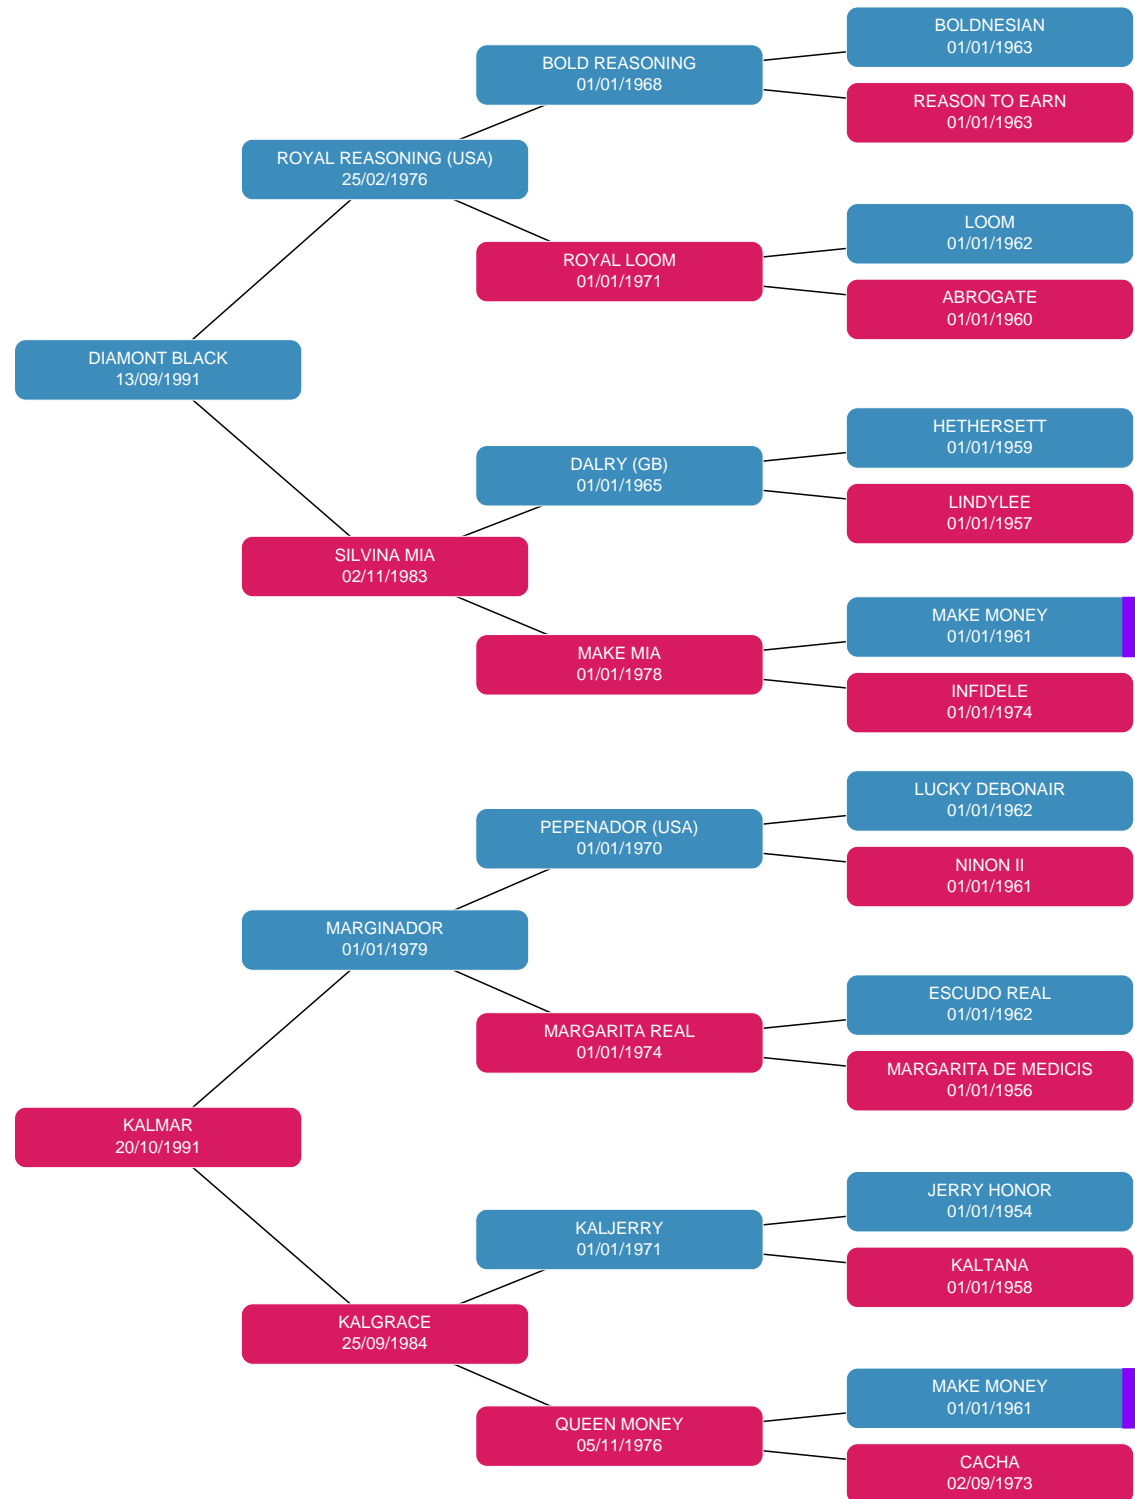 BOLDNESIAN
01/01/1963
BOLD REASONING
01/01/1968
REASON TO EARN
01/01/1963
ROYAL REASONING (USA)
25/02/1976
LOOM
01/01/1962
ROYAL LOOM
01/01/1971
ABROGATE
01/01/1960
DIAMONT BLACK
13/09/1991
HETHERSETT
01/01/1959
DALRY (GB)
01/01/1965
LINDYLEE
01/01/1957
SILVINA MIA
02/11/1983
MAKE MONEY
01/01/1961
MAKE MIA
01/01/1978
INFIDELE
01/01/1974
LUCKY DEBONAIR
01/01/1962
PEPENADOR (USA)
01/01/1970
NINON II
01/01/1961
MARGINADOR
01/01/1979
ESCUDO REAL
01/01/1962
MARGARITA REAL
01/01/1974
MARGARITA DE MEDICIS
01/01/1956
KALMAR
20/10/1991
JERRY HONOR
01/01/1954
KALJERRY
01/01/1971
KALTANA
01/01/1958
KALGRACE
25/09/1984
MAKE MONEY
01/01/1961
QUEEN MONEY
05/11/1976
CACHA
02/09/1973